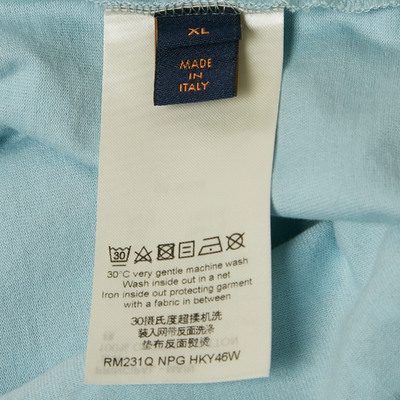 XL
MADE
IN
ITALY
30
30°C very gentle machine wash
Wash inside out in a net
Iron inside out protecting garment
with a fabric in between
30摄氏度超揉机洗
装入网带反面洗涤
垫布反面熨烫
RM231Q NPG HKY46W